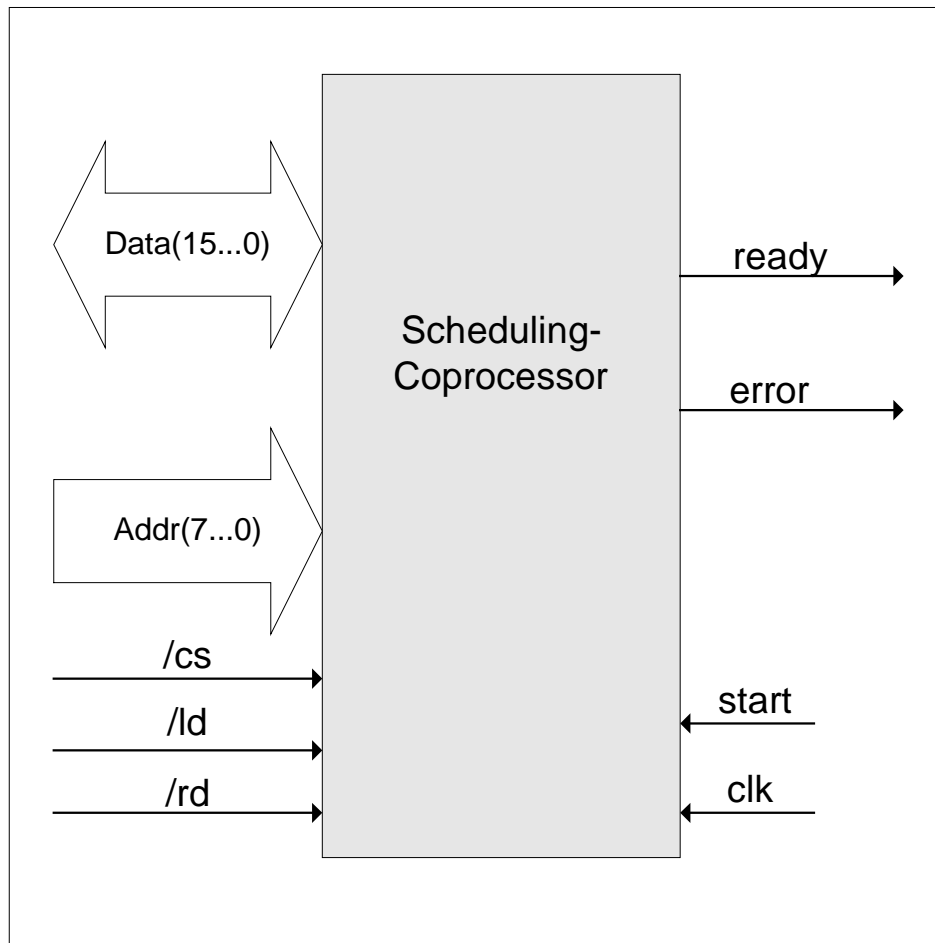 Data(15...0)
ready
Scheduling-
Coprocessor
error
Addr(7...0)
/cs
/ld
/rd
start
clk